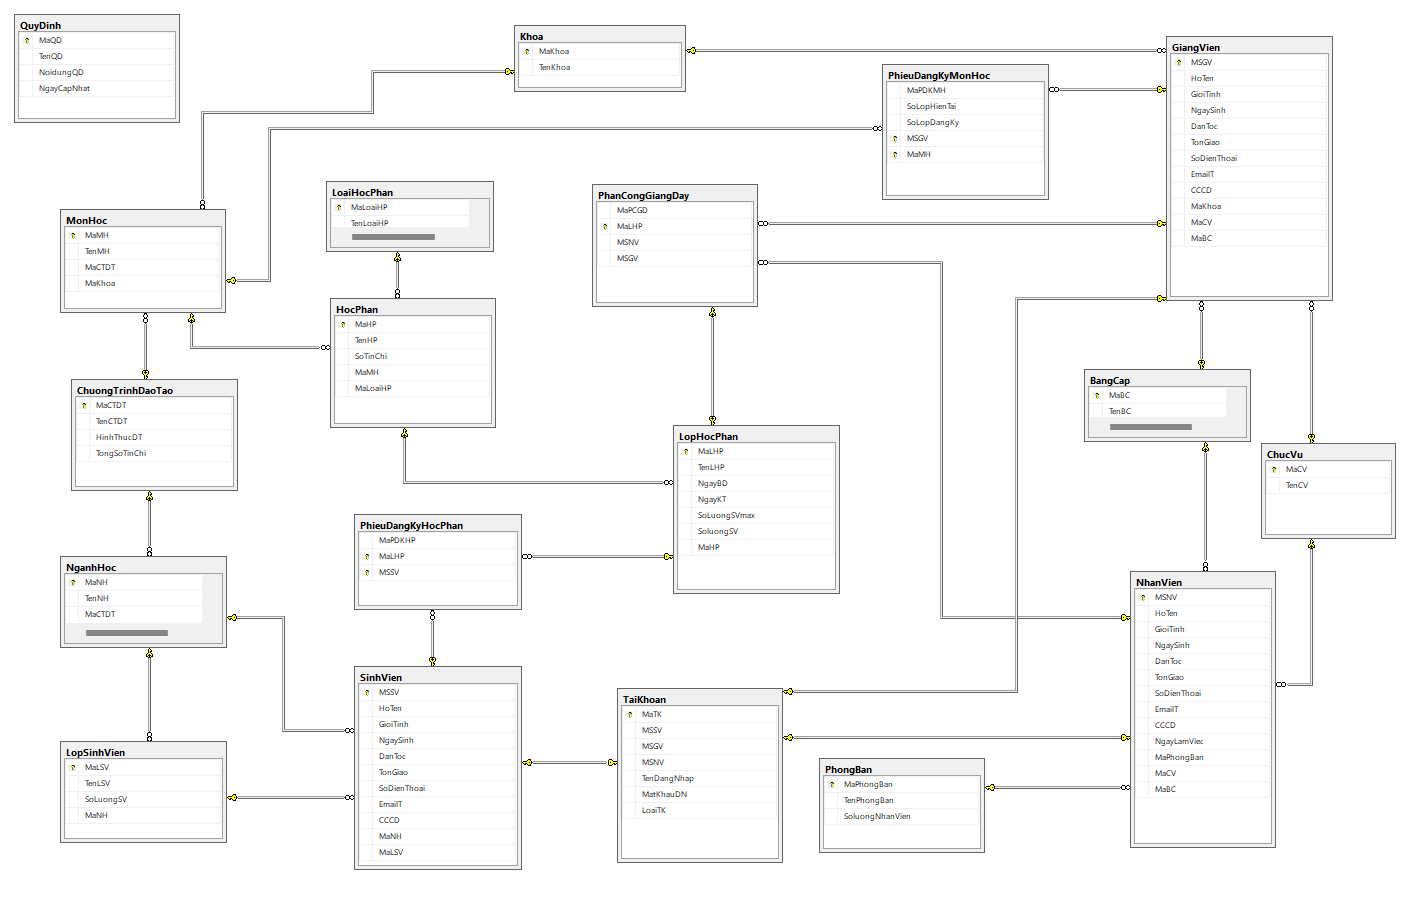 QuyDinh
MaQD
TenQD
NoidungQD
NgayCapNhat
Khoa
MaKhoa
TenKhoa
GiangVien
MSGV
HoTen
GioiTinh
NgaySinh
DanToc
TonGiao
SoDienThoai
EmailT
CCCD
MaKhoa
MaCV
MaBC
PhieuDangKyMonHoc
MaPDKMH
SoLopHienTai
SoLopDangKy
MSGV
MaMH
LoaiHocPhan
MaLoaiHP
TenLoaiHP
PhanCongGiangDay
MaPCGD
MaLHP
MSNV
MSGV
MonHoc
MaMH
TenMH
MaCTDT
MaKhoa
HocPhan
MaHP
TenHP
SoTinChi
MaMH
MaLoaiHP
ChuongTrinhDaoTao
MaCTDT
TenCTDT
HinhThucDT
TongSoTinChi
BangCap
MaBC
TenBC
LopHocPhan
MaLHP
TenLHP
NgayBD
NgayKT
SoLuongSVmax
SoluongSV
MaHP
ChucVu
MaCV
TenCV
PhieuDangKyHocPhan
MaPDKHP
MaLHP
MSSV
NganhHoc
MaNH
TenNH
MaCTDT
NhanVien
MSNV
HoTen
GioiTinh
NgaySinh
DanToc
TonGiao
SoDienThoai
EmailT
CCCD
NgayLamViec
MaPhongBan
MaCV
MaBC
SinhVien
MSSV
HoTen
GioiTinh
NgaySinh
DanToc
TonGiao
SoDienThoai
EmailT
CCCD
MaNH
MaLSV
TaiKhoan
MaTK
MSSV
MSGV
MSNV
TenDangNhap
MatKhauDN
LoaiTK
LopSinhVien
MaLSV
TenLSV
SoLuongSV
MaNH
PhongBan
MaPhongBan
TenPhongBan
SoluongNhanVien